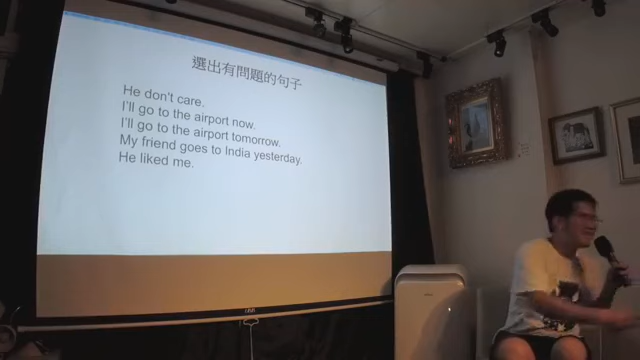 選出有問題的句子
He don't care.
I'll go to the airport now.
I'll go to the airport tomorrow.
My friend goes to India yesterday.
He liked me.